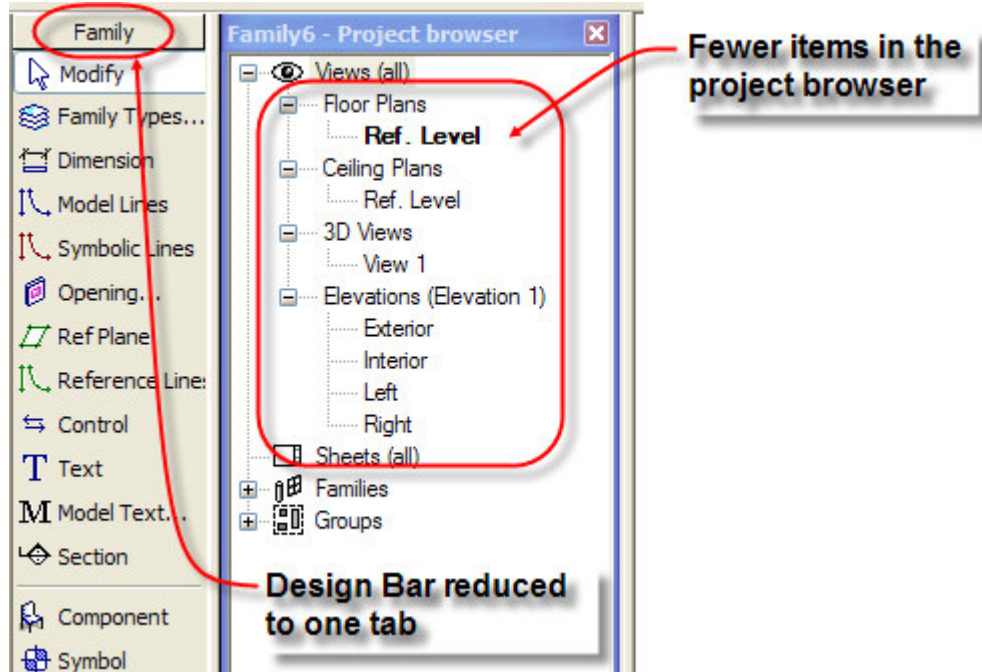 Family
Modify
Family Types...
Dimension
Model Lines
Symbolic Lines
Opening...
Ref Plane
Reference Lines
Control
Text
Model Text...
Section
Component
Symbol
Family6 - Project browser
Views (all)
Floor Plans
Ref. Level
Ceiling Plans
Ref. Level
3D Views
View 1
Elevations (Elevation 1)
Exterior
Interior
Left
Right
Sheets (all)
Families
Groups
Fewer items in the
project browser
Design Bar reduced
to one tab